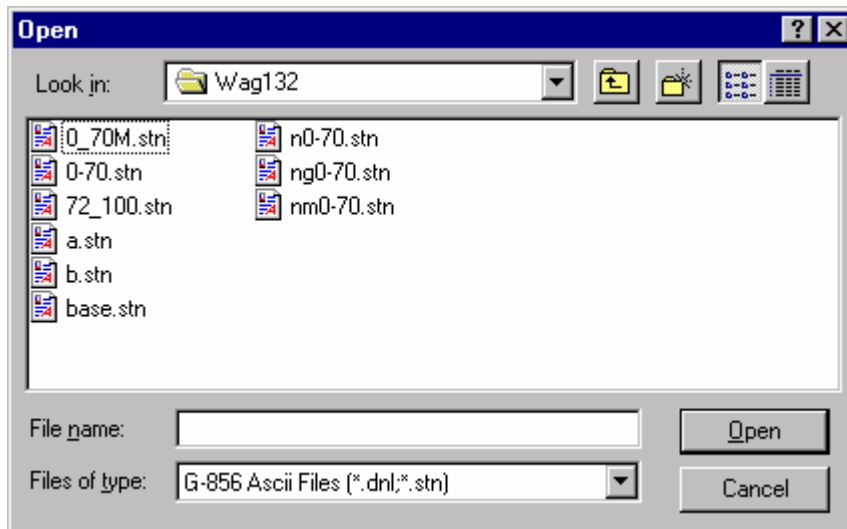 Open
Look in: Wag132
0_70M.stn n0-70.stn
0-70.stn ng0-70.stn
72_100.stn nm0-70.stn
a.stn
b.stn
base.stn
File name: Open
Files of type: G-856 Ascii Files (*.dnl;*.stn) Cancel